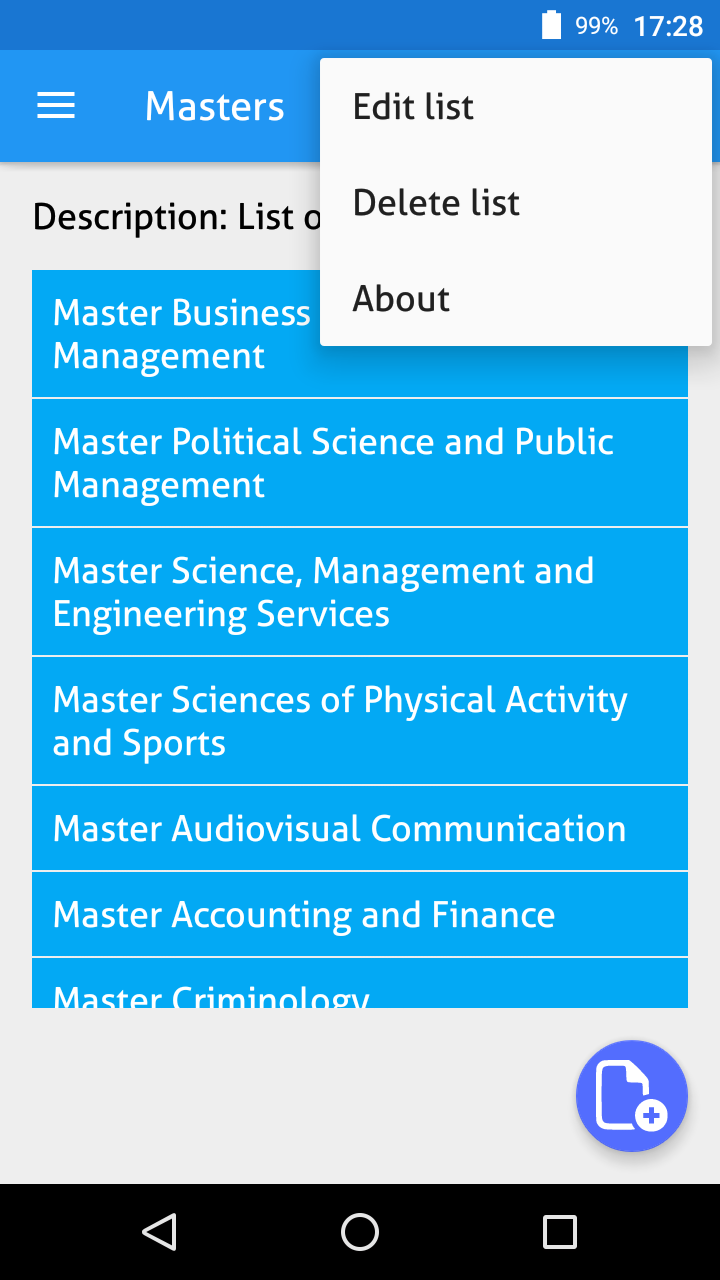 99% 17:28
Masters
Edit list
Delete list
About
Description: List
Master Business
Management
Master Political Science and Public
Management
Master Science, Management and
Engineering Services
Master Sciences of Physical Activity
and Sports
Master Audiovisual Communication
Master Accounting and Finance
Master Criminology